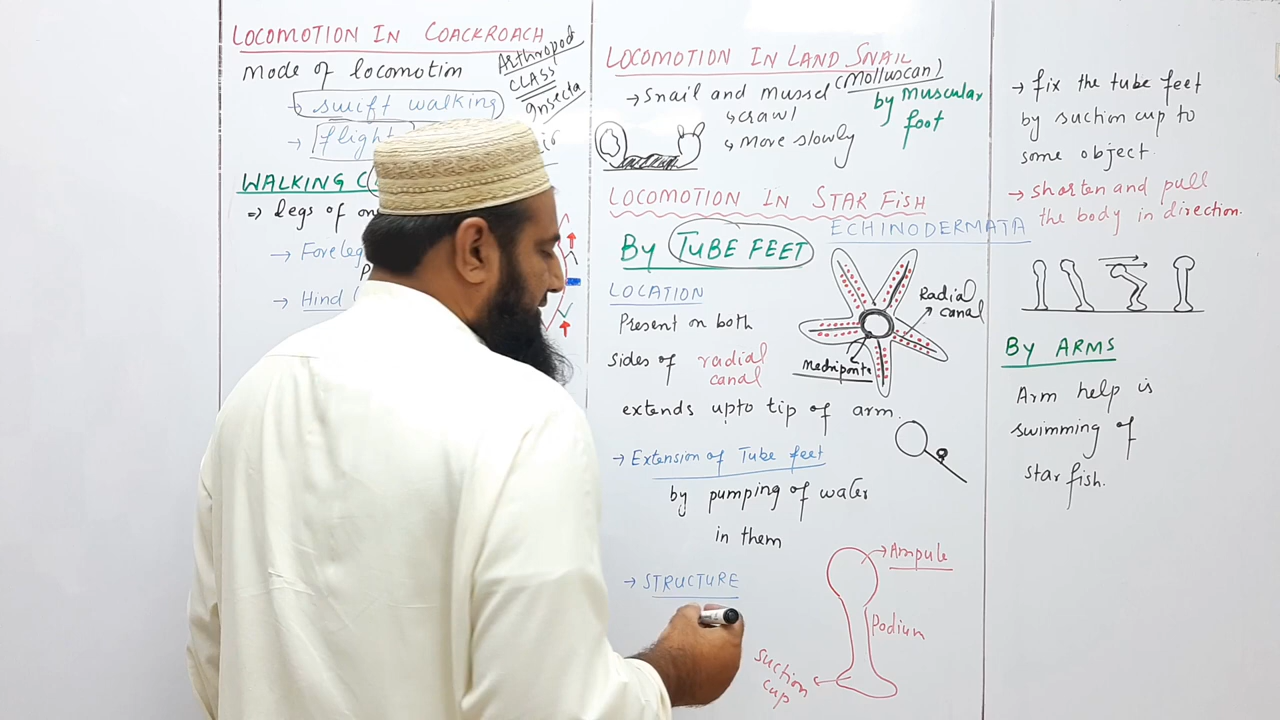 LOCOMOTION IN COACKROACH
Mode of locomotim
Arthropod
CLASS
Insecta
→ swift walking
→ flight
WALKING
⇒ legs of
→ Foreleg
→ Hind
LOCOMOTION IN LAND SNAIL
(Molluscan)
→ Snail and mussel
by muscular
foot
↳ crawl
↳ Move slowly
LOCOMOTION IN STAR FISH
ECHINODERMATA
By TUBE FEET
LOCATION
Present on both
sides of radial
canal
extends upto tip of arm.
Radial
canal
Madriponte
→ Extension of Tube feet
by pumping of water
in them
→ STRUCTURE
Ampule
Podium
suction
cup
→ fix the tube feet
by suction cup to
some object.
→ shorten and pull
the body in direction.
By ARMS
Arm help is
swimming of
star fish.